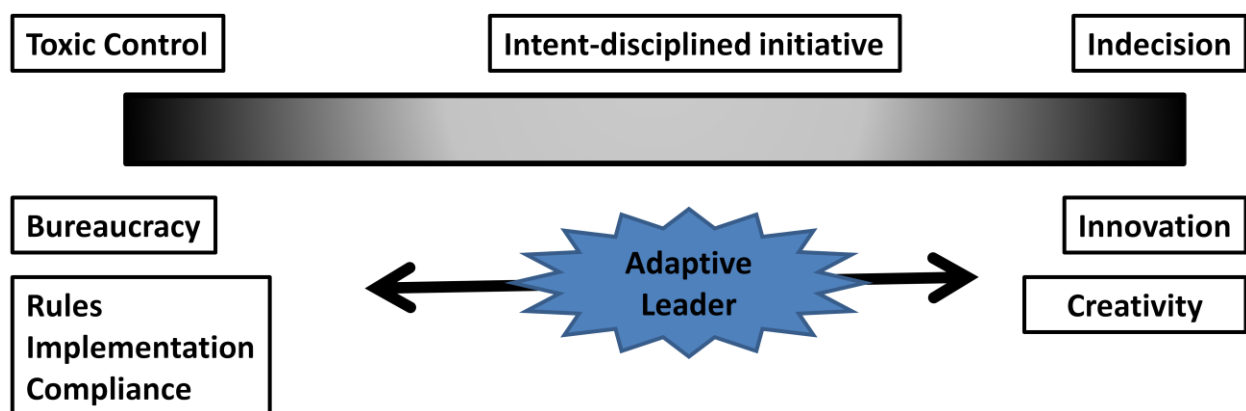 Toxic Control
Intent-disciplined initiative
Indecision
Bureaucracy
Innovation
Adaptive
Leader
Rules
Implementation
Compliance
Creativity